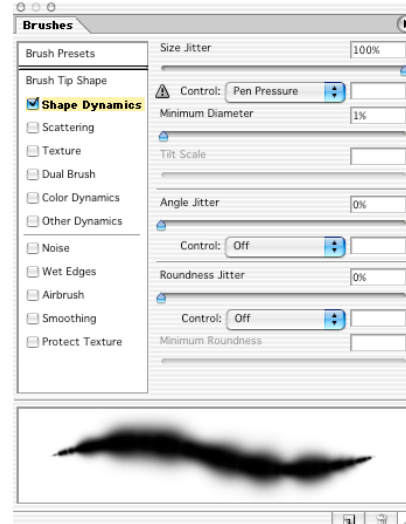 Brushes
Brush Presets
Brush Tip Shape
Shape Dynamics
Scattering
Texture
Dual Brush
Color Dynamics
Other Dynamics
Noise
Wet Edges
Airbrush
Smoothing
Protect Texture
Size Jitter 100%
Control: Pen Pressure
Minimum Diameter 1%
Tilt Scale
Angle Jitter 0%
Control: Off
Roundness Jitter 0%
Control: Off
Minimum Roundness